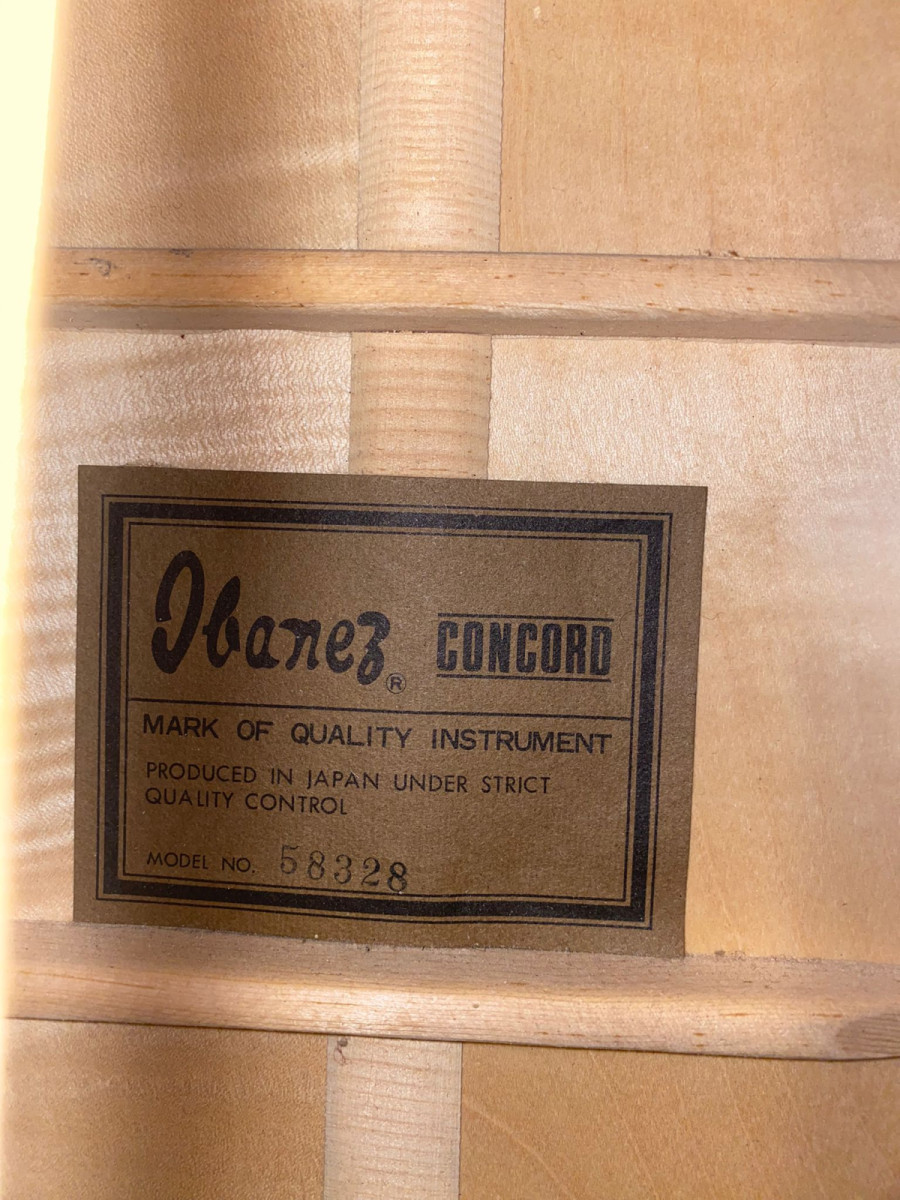 Ibanez® CONCORD
MARK OF QUALITY INSTRUMENT
PRODUCED IN JAPAN UNDER STRICT
QUALITY CONTROL
MODEL NO. 58328